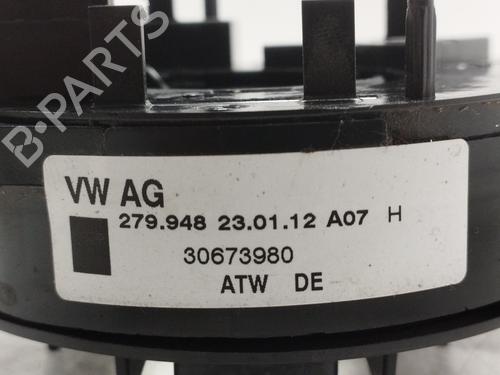 B-PARTS
VW AG
279.948 23.01.12 A07 H
30673980
ATW DE